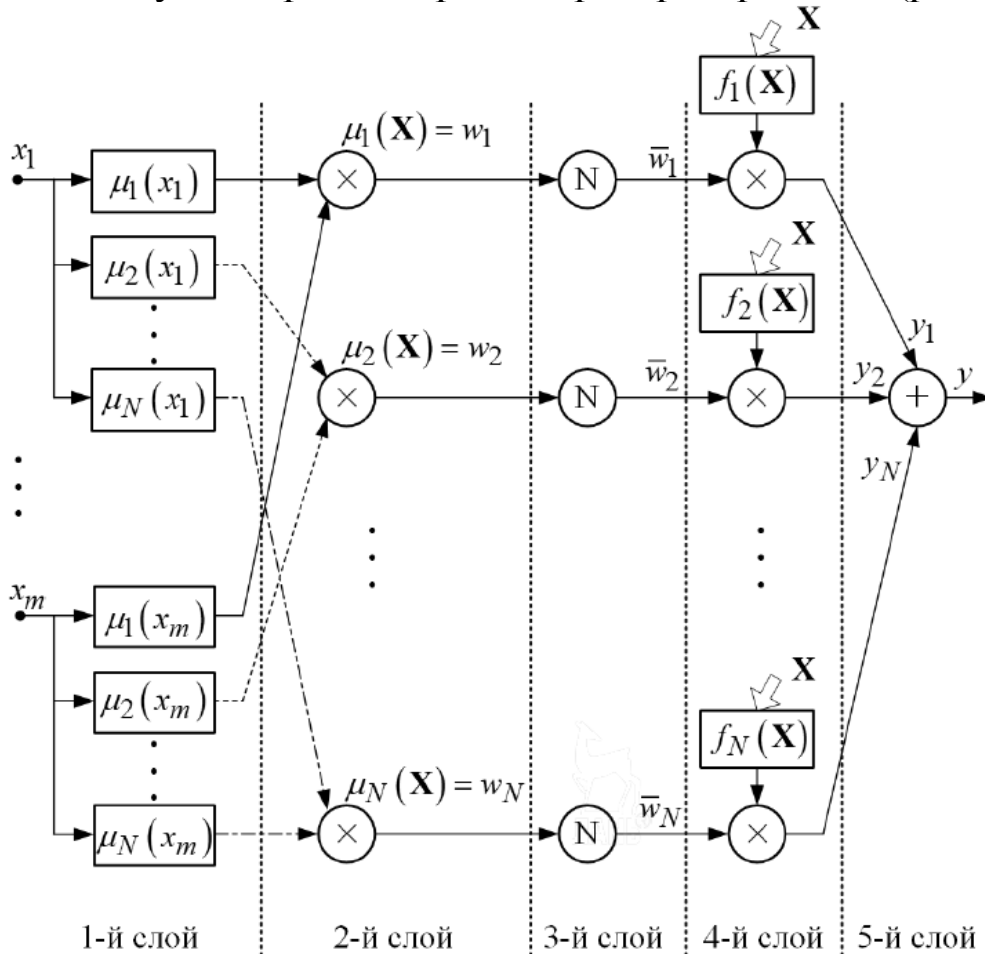 X
f₁(X)
x₁
μ₁(x₁)
μ₁(X) = w₁
N
w̅₁
×
×
μ₂(x₁)
X
f₂(X)
μ_N(x₁)
μ₂(X) = w₂
×
N
w̅₂
×
y₁
y₂
+
y
y_N
x_m
μ₁(x_m)
μ₂(x_m)
X
f_N(X)
μ_N(x_m)
μ_N(X) = w_N
×
N
w̅_N
×
1-й слой 2-й слой 3-й слой 4-й слой 5-й слой